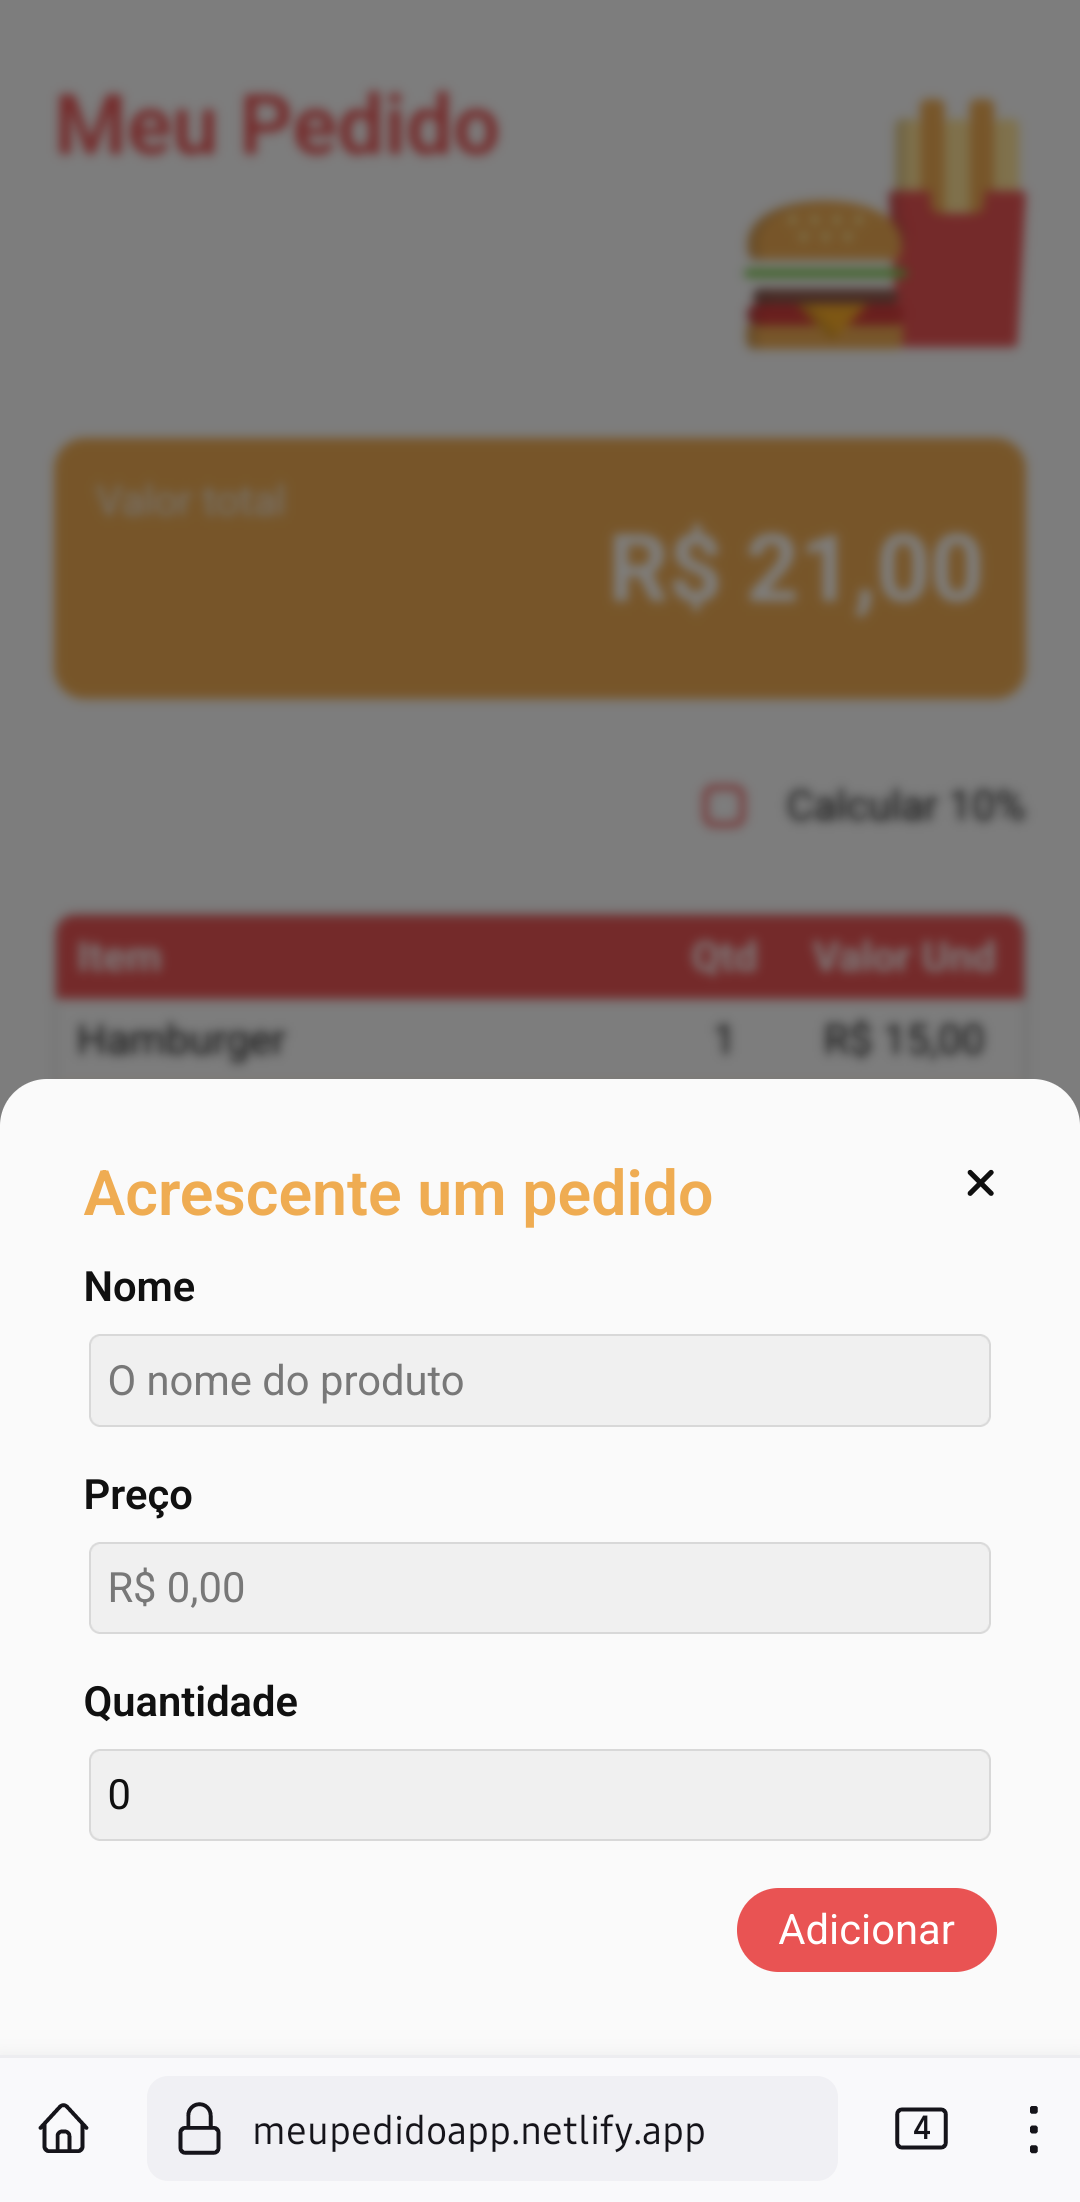 Meu Pedido
Valor total
R$ 21,00
Calcular 10%
Item Qtd Valor Und
Hamburger 1 R$ 15,00
Acrescente um pedido
Nome
O nome do produto
Preço
R$ 0,00
Quantidade
0
Adicionar
meupedidoapp.netlify.app
4